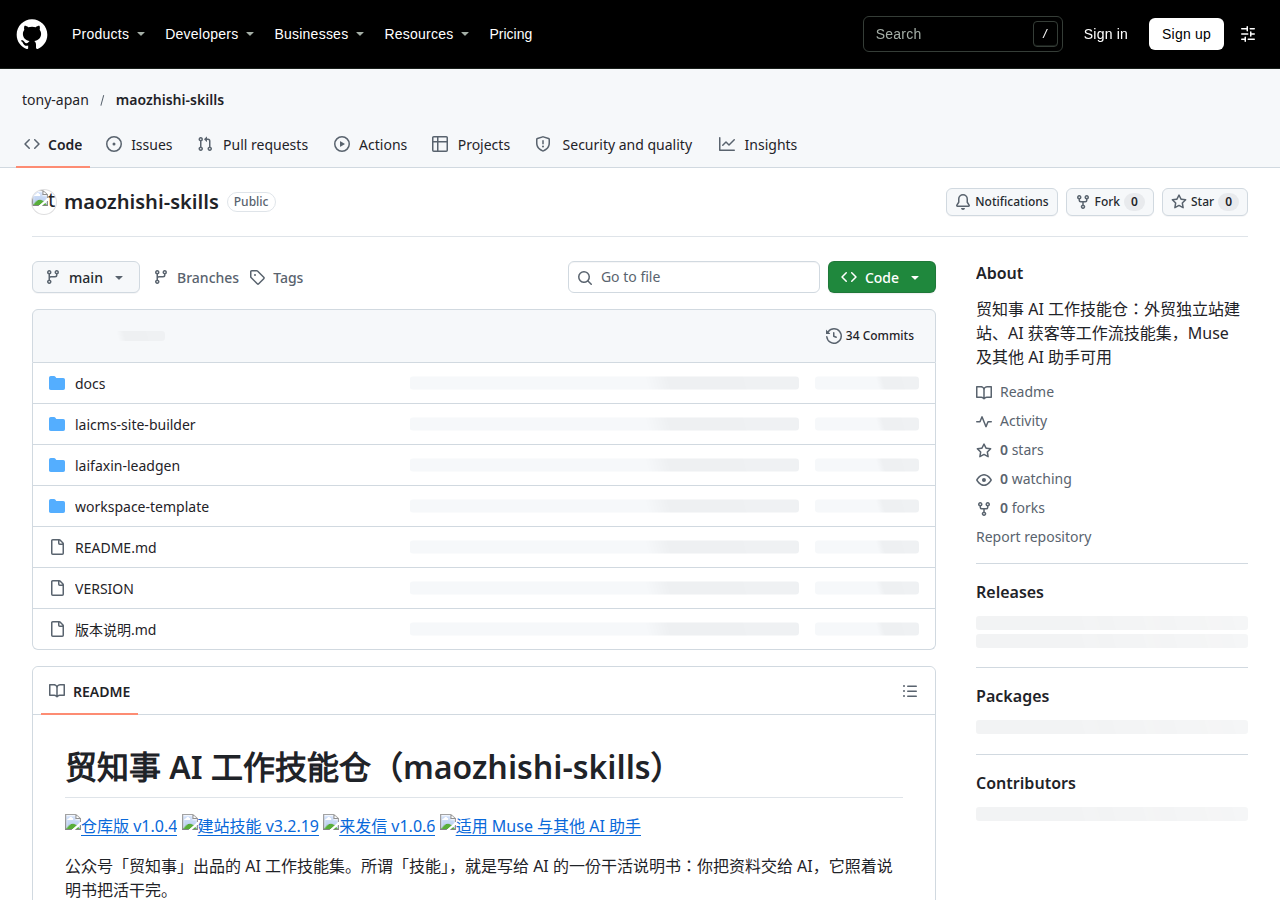 Products
Developers
Businesses
Resources
Pricing
Search
/
Sign in
Sign up
tony-apan / maozhishi-skills
Code
Issues
Pull requests
Actions
Projects
Security and quality
Insights
t
maozhishi-skills
Public
Notifications
Fork 0
Star 0
main
Branches
Tags
Go to file
Code
34 Commits
docs
laicms-site-builder
laifaxin-leadgen
workspace-template
README.md
VERSION
版本说明.md
README
贸知事 AI 工作技能仓（maozhishi-skills）
仓库版 v1.0.4 建站技能 v3.2.19 来发信 v1.0.6 适用 Muse 与其他 AI 助手
公众号「贸知事」出品的 AI 工作技能集。所谓「技能」，就是写给 AI 的一份干活说明书：你把资料交给 AI，它照着说
明书把活干完。
About
贸知事 AI 工作技能仓：外贸独立站建
站、AI 获客等工作流技能集，Muse
及其他 AI 助手可用
Readme
Activity
0 stars
0 watching
0 forks
Report repository
Releases
Packages
Contributors